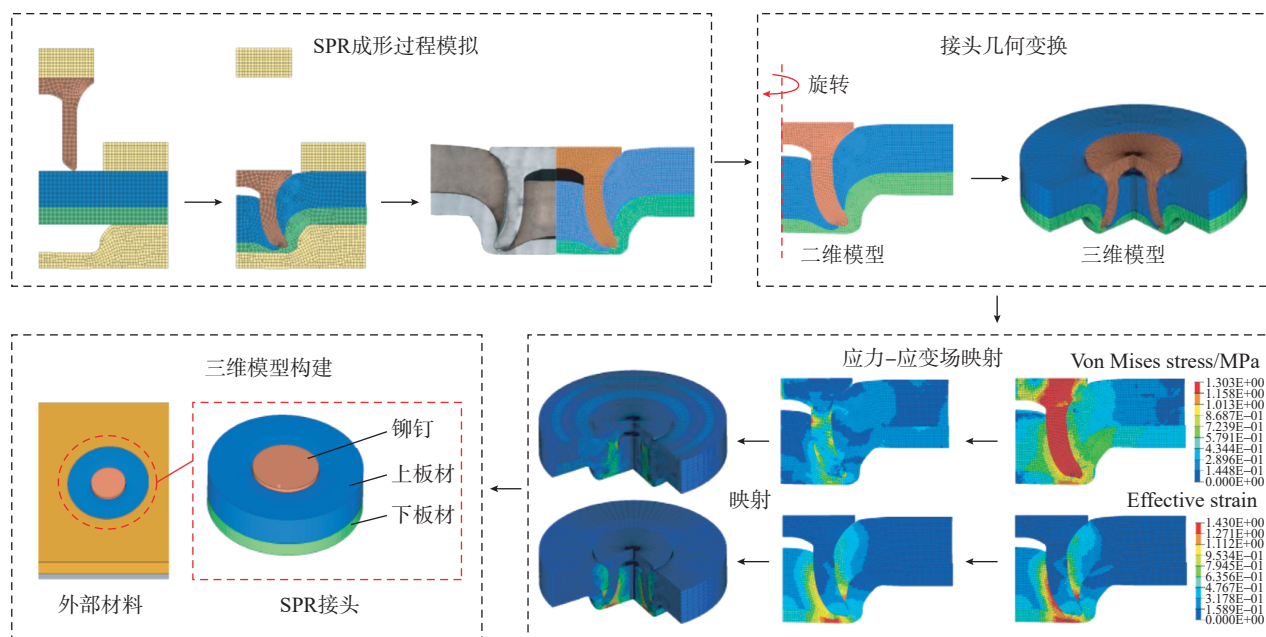 SPR成形过程模拟
接头几何变换
旋转
二维模型
三维模型
应力–应变场映射
Von Mises stress/MPa
1.303E+00
1.158E+00
1.013E+00
8.687E–01
7.239E–01
5.791E–01
4.344E–01
2.896E–01
1.448E–01
0.000E+00
映射
Effective strain
1.430E+00
1.271E+00
1.112E+00
9.534E–01
7.945E–01
6.356E–01
4.767E–01
3.178E–01
1.589E–01
0.000E+00
三维模型构建
铆钉
上板材
下板材
外部材料
SPR接头